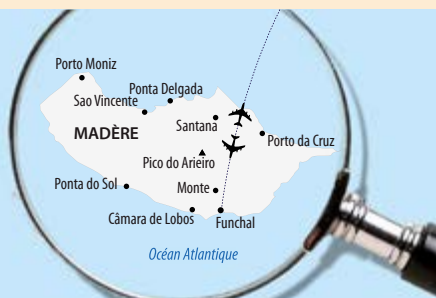 Porto Moniz
Ponta Delgada
Sao Vincente
Santana
MADÈRE
Porto da Cruz
Pico do Arieiro
Ponta do Sol
Monte
Câmara de Lobos
Funchal
Océan Atlantique